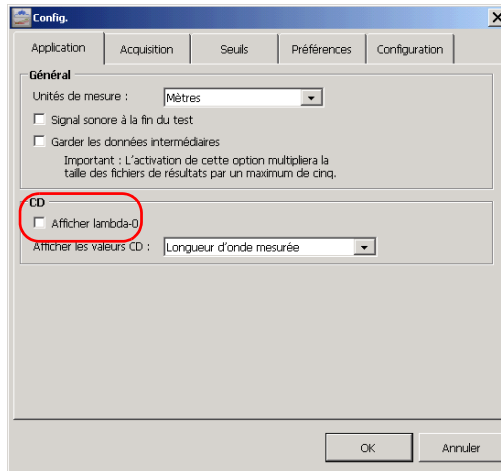 Config.
Application Acquisition Seuils Préférences Configuration
Général
Unités de mesure : Mètres
Signal sonore à la fin du test
Garder les données intermédiaires
Important : L'activation de cette option multipliera la
taille des fichiers de résultats par un maximum de cinq.
CD
Afficher lambda-0
Afficher les valeurs CD : Longueur d'onde mesurée
OK Annuler